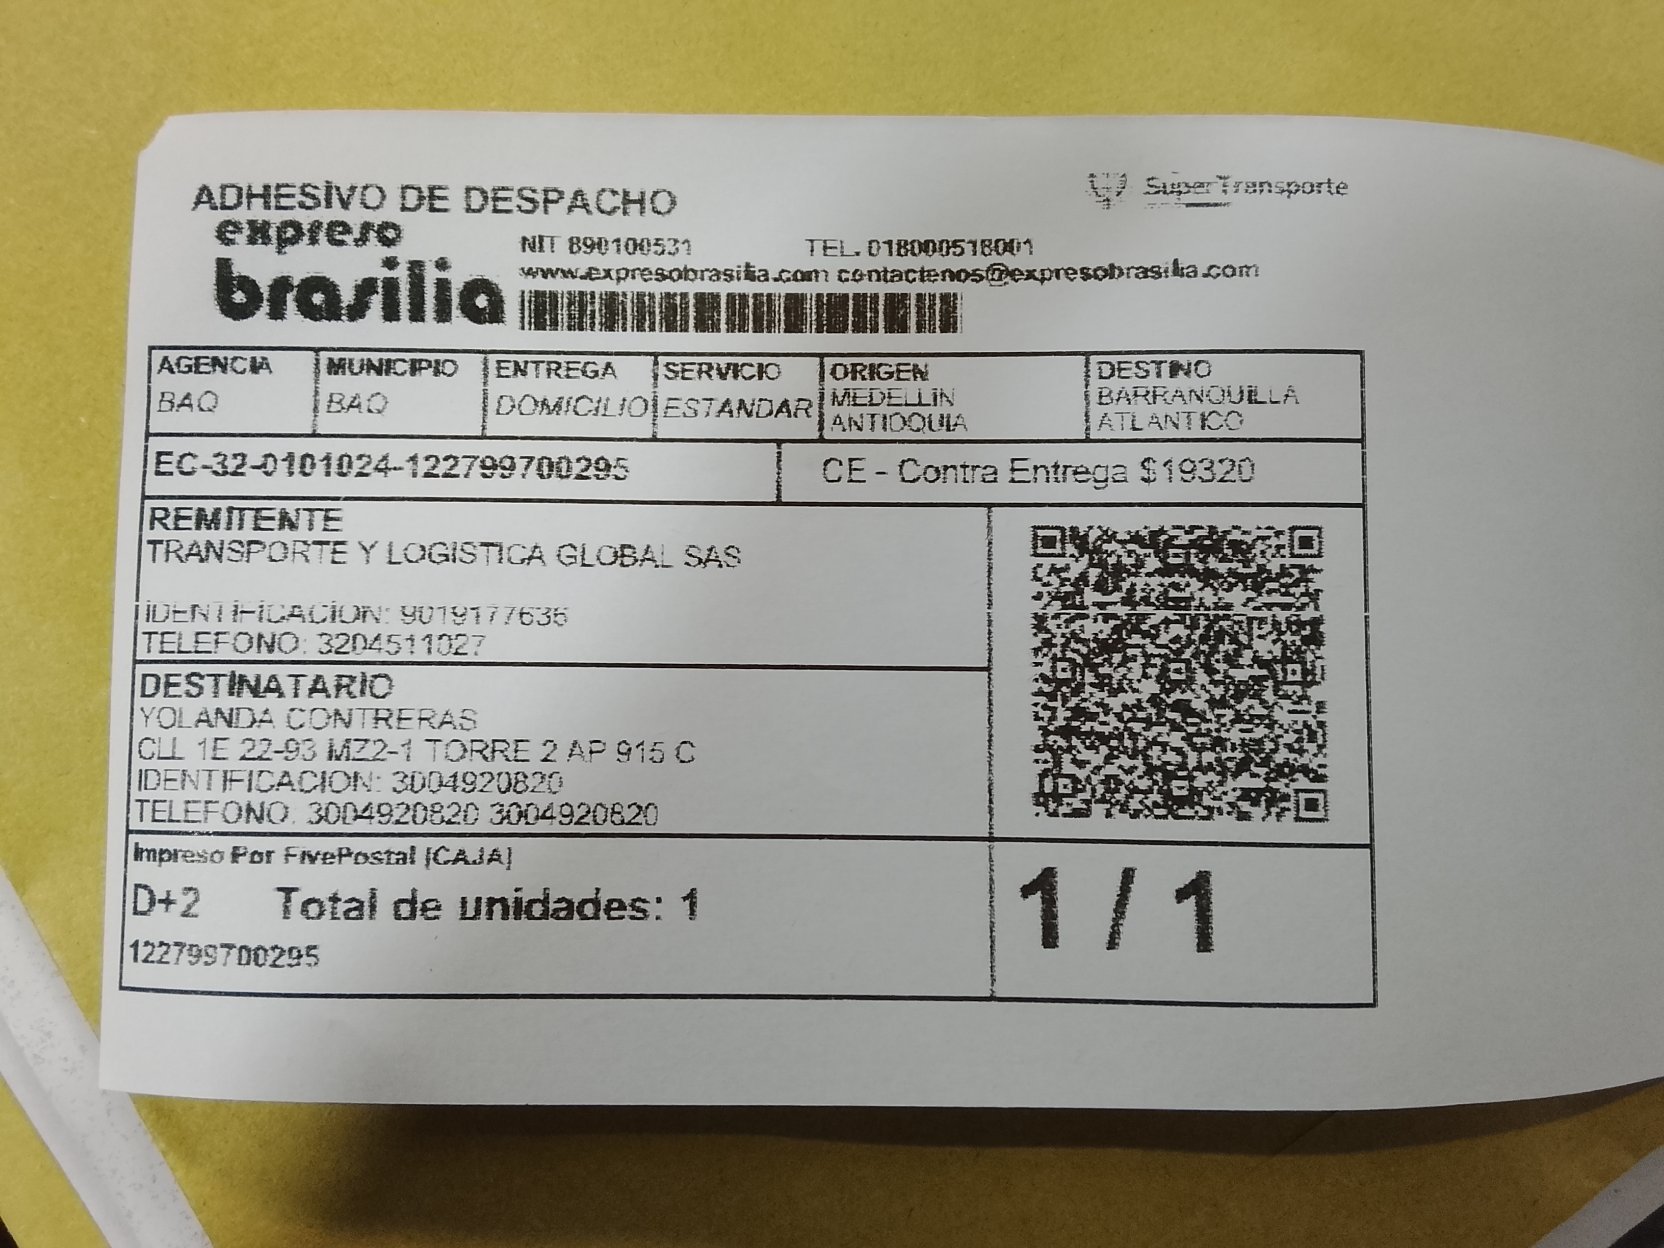 ADHESIVO DE DESPACHO
SuperTransporte
expreso
brasilia
NIT 890100531 TEL. 018000518001
www.expresobrasilia.com contactenos@expresobrasilia.com
AGENCIA MUNICIPIO ENTREGA SERVICIO ORIGEN DESTINO
BAQ BAQ DOMICILIO ESTANDAR MEDELLIN BARRANQUILLA
ANTIOQUIA ATLANTICO
EC-32-0101024-122799700295 CE - Contra Entrega $19320
REMITENTE
TRANSPORTE Y LOGISTICA GLOBAL SAS
IDENTIFICACION: 9019177636
TELEFONO: 3204511027
DESTINATARIO
YOLANDA CONTRERAS
CLL 1E 22-93 MZ2-1 TORRE 2 AP 915 C
IDENTIFICACION: 3004920820
TELEFONO: 3004920820 3004920820
Impreso Por FivePostal [CAJA]
D+2 Total de unidades: 1
1 / 1
122799700295